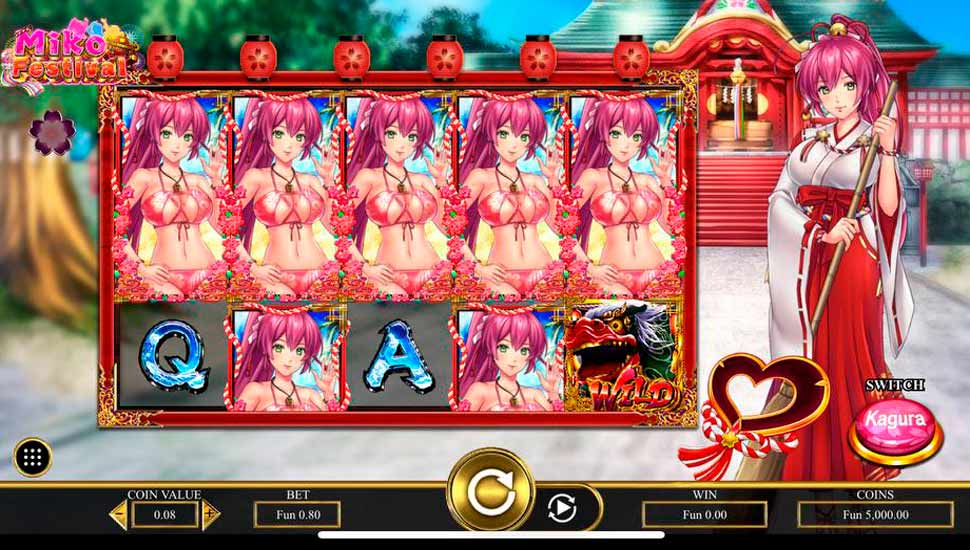 Miko
Festival
Q
A
WILD
SWITCH
Kagura
COIN VALUE
0.08
BET
Fun 0.80
WIN
Fun 0.00
COINS
Fun 5,000.00